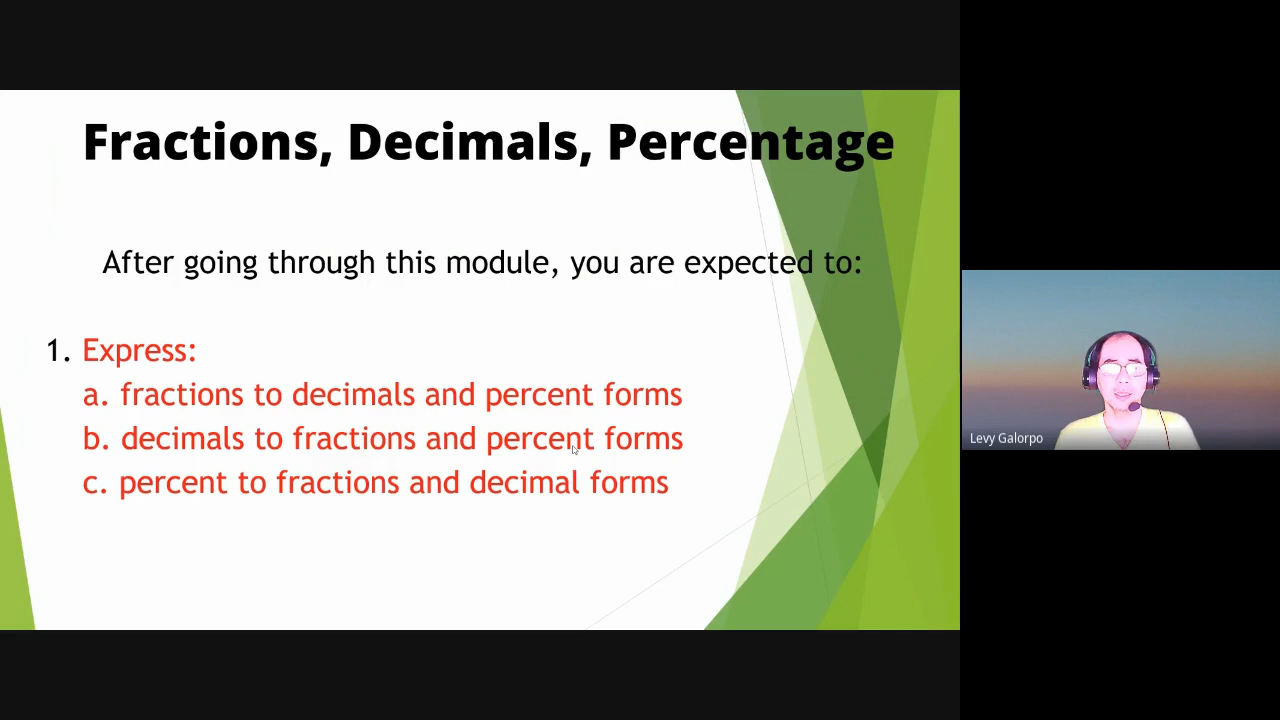 Fractions, Decimals, Percentage
After going through this module, you are expected to:
1. Express:
a. fractions to decimals and percent forms
b. decimals to fractions and percent forms
c. percent to fractions and decimal forms
Levy Galorpo